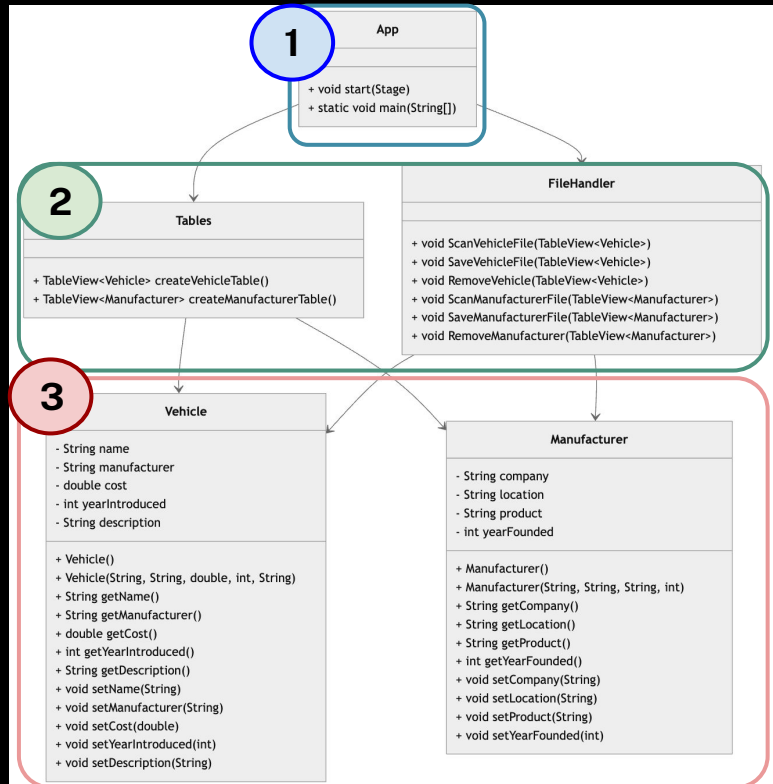 1
App
+ void start(Stage)
+ static void main(String[])
2
Tables
+ TableView<Vehicle> createVehicleTable()
+ TableView<Manufacturer> createManufacturerTable()
FileHandler
+ void ScanVehicleFile(TableView<Vehicle>)
+ void SaveVehicleFile(TableView<Vehicle>)
+ void RemoveVehicle(TableView<Vehicle>)
+ void ScanManufacturerFile(TableView<Manufacturer>)
+ void SaveManufacturerFile(TableView<Manufacturer>)
+ void RemoveManufacturer(TableView<Manufacturer>)
3
Vehicle
- String name
- String manufacturer
- double cost
- int yearIntroduced
- String description
+ Vehicle()
+ Vehicle(String, String, double, int, String)
+ String getName()
+ String getManufacturer()
+ double getCost()
+ int getYearIntroduced()
+ String getDescription()
+ void setName(String)
+ void setManufacturer(String)
+ void setCost(double)
+ void setYearIntroduced(int)
+ void setDescription(String)
Manufacturer
- String company
- String location
- String product
- int yearFounded
+ Manufacturer()
+ Manufacturer(String, String, String, int)
+ String getCompany()
+ String getLocation()
+ String getProduct()
+ int getYearFounded()
+ void setCompany(String)
+ void setLocation(String)
+ void setProduct(String)
+ void setYearFounded(int)